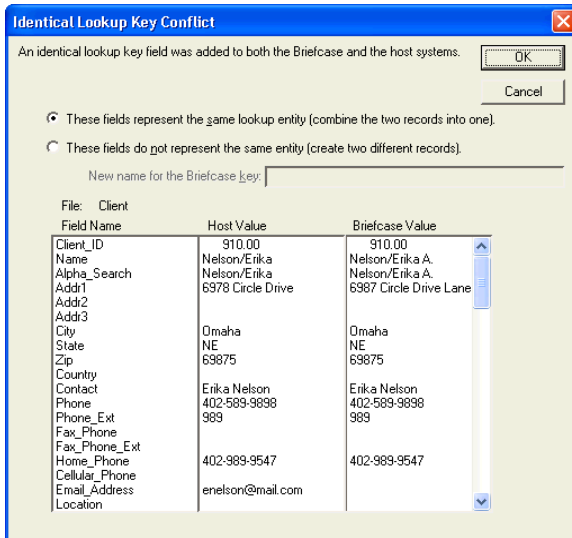 Identical Lookup Key Conflict
An identical lookup key field was added to both the Briefcase and the host systems.
OK
Cancel
These fields represent the same lookup entity (combine the two records into one).
These fields do not represent the same entity (create two different records).
New name for the Briefcase key:
File: Client
Field Name Host Value Briefcase Value
Client_ID 910.00 910.00
Name Nelson/Erika Nelson/Erika A.
Alpha_Search Nelson/Erika Nelson/Erika A.
Addr1 6978 Circle Drive 6987 Circle Drive Lane
Addr2
Addr3
City Omaha Omaha
State NE NE
Zip 69875 69875
Country
Contact Erika Nelson Erika Nelson
Phone 402-589-9898 402-589-9898
Phone_Ext 989 989
Fax_Phone
Fax_Phone_Ext
Home_Phone 402-989-9547 402-989-9547
Cellular_Phone
Email_Address enelson@mail.com
Location